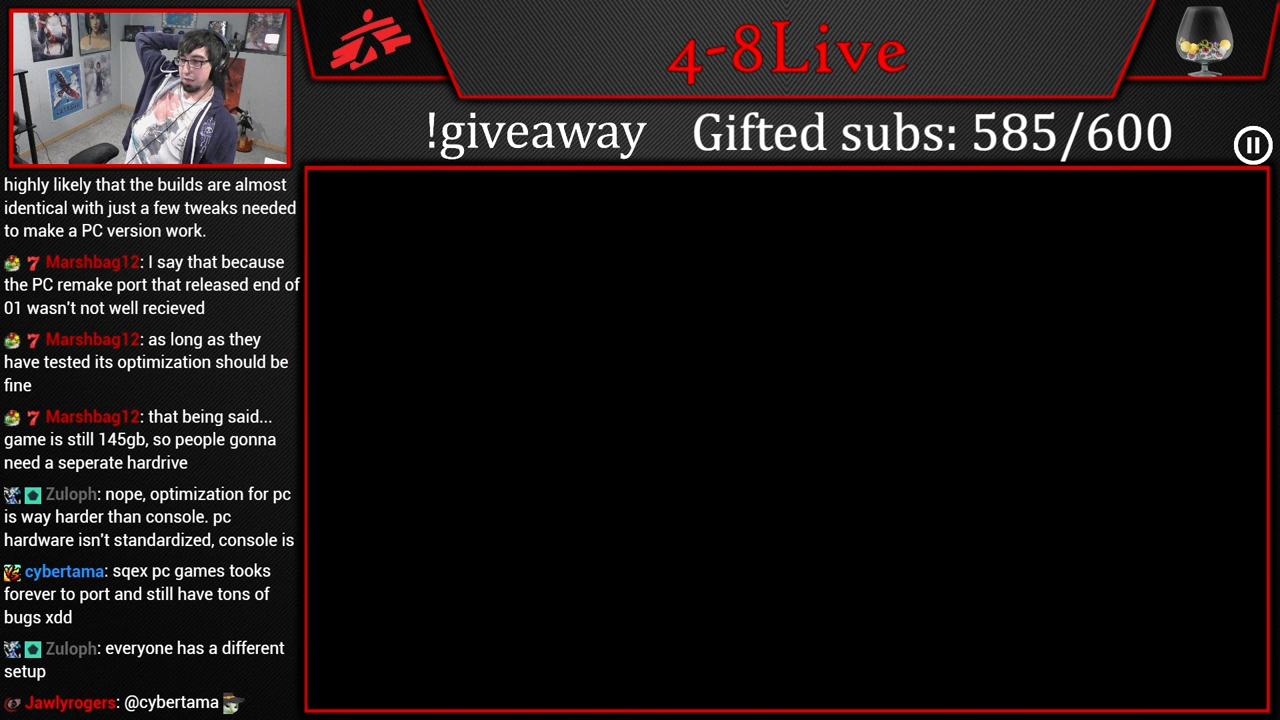 4-8Live
!giveaway Gifted subs: 585/600
highly likely that the builds are almost
identical with just a few tweaks needed
to make a PC version work.
7 Marshbag12: I say that because
the PC remake port that released end of
01 wasn't not well recieved
7 Marshbag12: as long as they
have tested its optimization should be
fine
7 Marshbag12: that being said...
game is still 145gb, so people gonna
need a seperate hardrive
Zuloph: nope, optimization for pc
is way harder than console. pc
hardware isn't standardized, console is
cybertama: sqex pc games tooks
forever to port and still have tons of
bugs xdd
Zuloph: everyone has a different
setup
Jawlyrogers: @cybertama